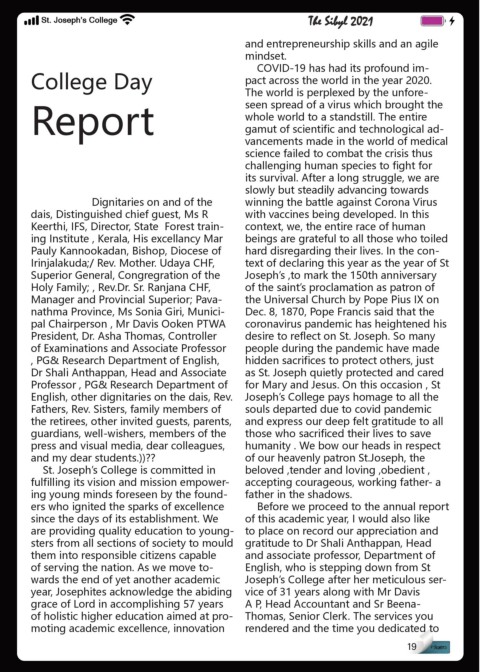 St. Joseph's College
The Sibyl 2021
College Day
Report
Dignitaries on and of the
dais, Distinguished chief guest, Ms R
Keerthi, IFS, Director, State Forest train-
ing Institute , Kerala, His excellancy Mar
Pauly Kannookadan, Bishop, Diocese of
Irinjalakuda;/ Rev. Mother. Udaya CHF,
Superior General, Congregration of the
Holy Family; , Rev.Dr. Sr. Ranjana CHF,
Manager and Provincial Superior; Pava-
nathma Province, Ms Sonia Giri, Munici-
pal Chairperson , Mr Davis Ooken PTWA
President, Dr. Asha Thomas, Controller
of Examinations and Associate Professor
, PG& Research Department of English,
Dr Shali Anthappan, Head and Associate
Professor , PG& Research Department of
English, other dignitaries on the dais, Rev.
Fathers, Rev. Sisters, family members of
the retirees, other invited guests, parents,
guardians, well-wishers, members of the
press and visual media, dear colleagues,
and my dear students.))??
St. Joseph's College is committed in
fulfilling its vision and mission empower-
ing young minds foreseen by the found-
ers who ignited the sparks of excellence
since the days of its establishment. We
are providing quality education to young-
sters from all sections of society to mould
them into responsible citizens capable
of serving the nation. As we move to-
wards the end of yet another academic
year, Josephites acknowledge the abiding
grace of Lord in accomplishing 57 years
of holistic higher education aimed at pro-
moting academic excellence, innovation
and entrepreneurship skills and an agile
mindset.
COVID-19 has had its profound im-
pact across the world in the year 2020.
The world is perplexed by the unfore-
seen spread of a virus which brought the
whole world to a standstill. The entire
gamut of scientific and technological ad-
vancements made in the world of medical
science failed to combat the crisis thus
challenging human species to fight for
its survival. After a long struggle, we are
slowly but steadily advancing towards
winning the battle against Corona Virus
with vaccines being developed. In this
context, we, the entire race of human
beings are grateful to all those who toiled
hard disregarding their lives. In the con-
text of declaring this year as the year of St
Joseph's ,to mark the 150th anniversary
of the saint's proclamation as patron of
the Universal Church by Pope Pius IX on
Dec. 8, 1870, Pope Francis said that the
coronavirus pandemic has heightened his
desire to reflect on St. Joseph. So many
people during the pandemic have made
hidden sacrifices to protect others, just
as St. Joseph quietly protected and cared
for Mary and Jesus. On this occasion , St
Joseph's College pays homage to all the
souls departed due to covid pandemic
and express our deep felt gratitude to all
those who sacrificed their lives to save
humanity . We bow our heads in respect
of our heavenly patron St.Joseph, the
beloved ,tender and loving ,obedient ,
accepting courageous, working father- a
father in the shadows.
Before we proceed to the annual report
of this academic year, I would also like
to place on record our appreciation and
gratitude to Dr Shali Anthappan, Head
and associate professor, Department of
English, who is stepping down from St
Joseph's College after her meticulous ser-
vice of 31 years along with Mr Davis
A P, Head Accountant and Sr Beena-
Thomas, Senior Clerk. The services you
rendered and the time you dedicated to
19